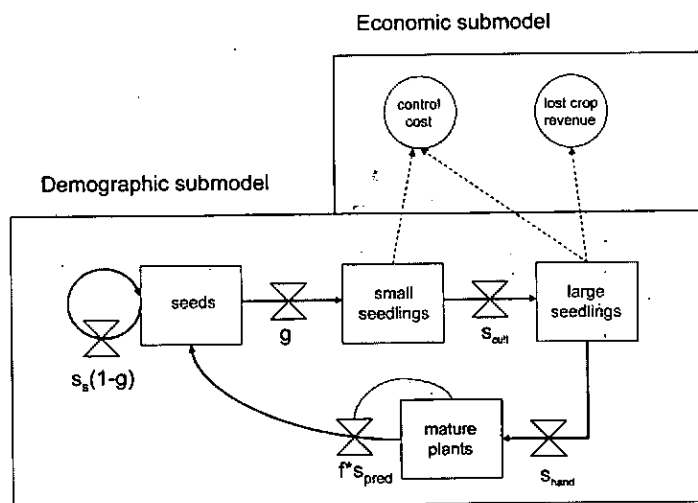 Economic submodel
control
cost
lost crop
revenue
Demographic submodel
seeds
small
seedlings
large
seedlings
g
s_cult
s_s(1-g)
mature
plants
f*s_pred
s_hand